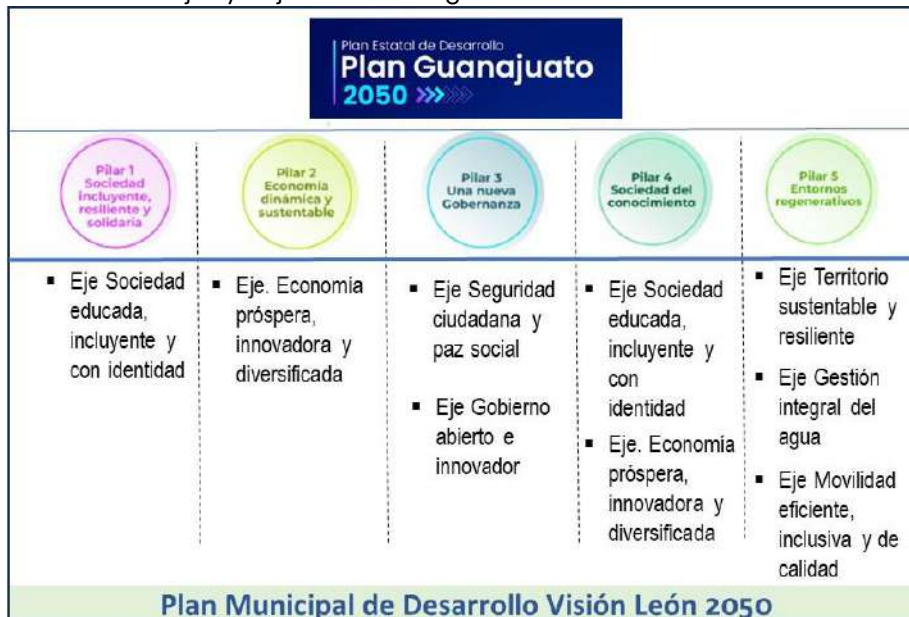 Plan Estatal de Desarrollo
Plan Guanajuato
2050
Pilar 1
Sociedad
incluyente,
resiliente y
solidaria
Pilar 2
Economía
dinámica y
sustentable
Pilar 3
Una nueva
Gobernanza
Pilar 4
Sociedad del
conocimiento
Pilar 5
Entornos
regenerativos
▪ Eje Sociedad
educada,
incluyente y
con identidad
▪ Eje. Economía
próspera,
innovadora y
diversificada
▪ Eje Seguridad
ciudadana y
paz social
▪ Eje Gobierno
abierto e
innovador
▪ Eje Sociedad
educada,
incluyente y
con
identidad
▪ Eje. Economía
próspera,
innovadora y
diversificada
▪ Eje Territorio
sustentable y
resiliente
▪ Eje Gestión
integral del
agua
▪ Eje Movilidad
eficiente,
inclusiva y de
calidad
Plan Municipal de Desarrollo Visión León 2050